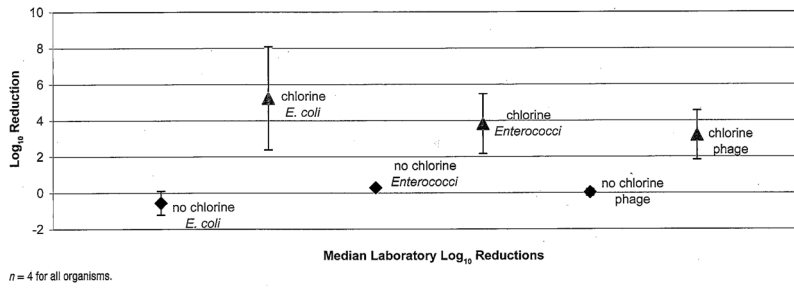 10
8
6
4
2
0
-2
Log₁₀ Reduction
chlorine
E. coli
no chlorine
E. coli
no chlorine
Enterococci
chlorine
Enterococci
no chlorine
phage
chlorine
phage
Median Laboratory Log₁₀ Reductions
n = 4 for all organisms.